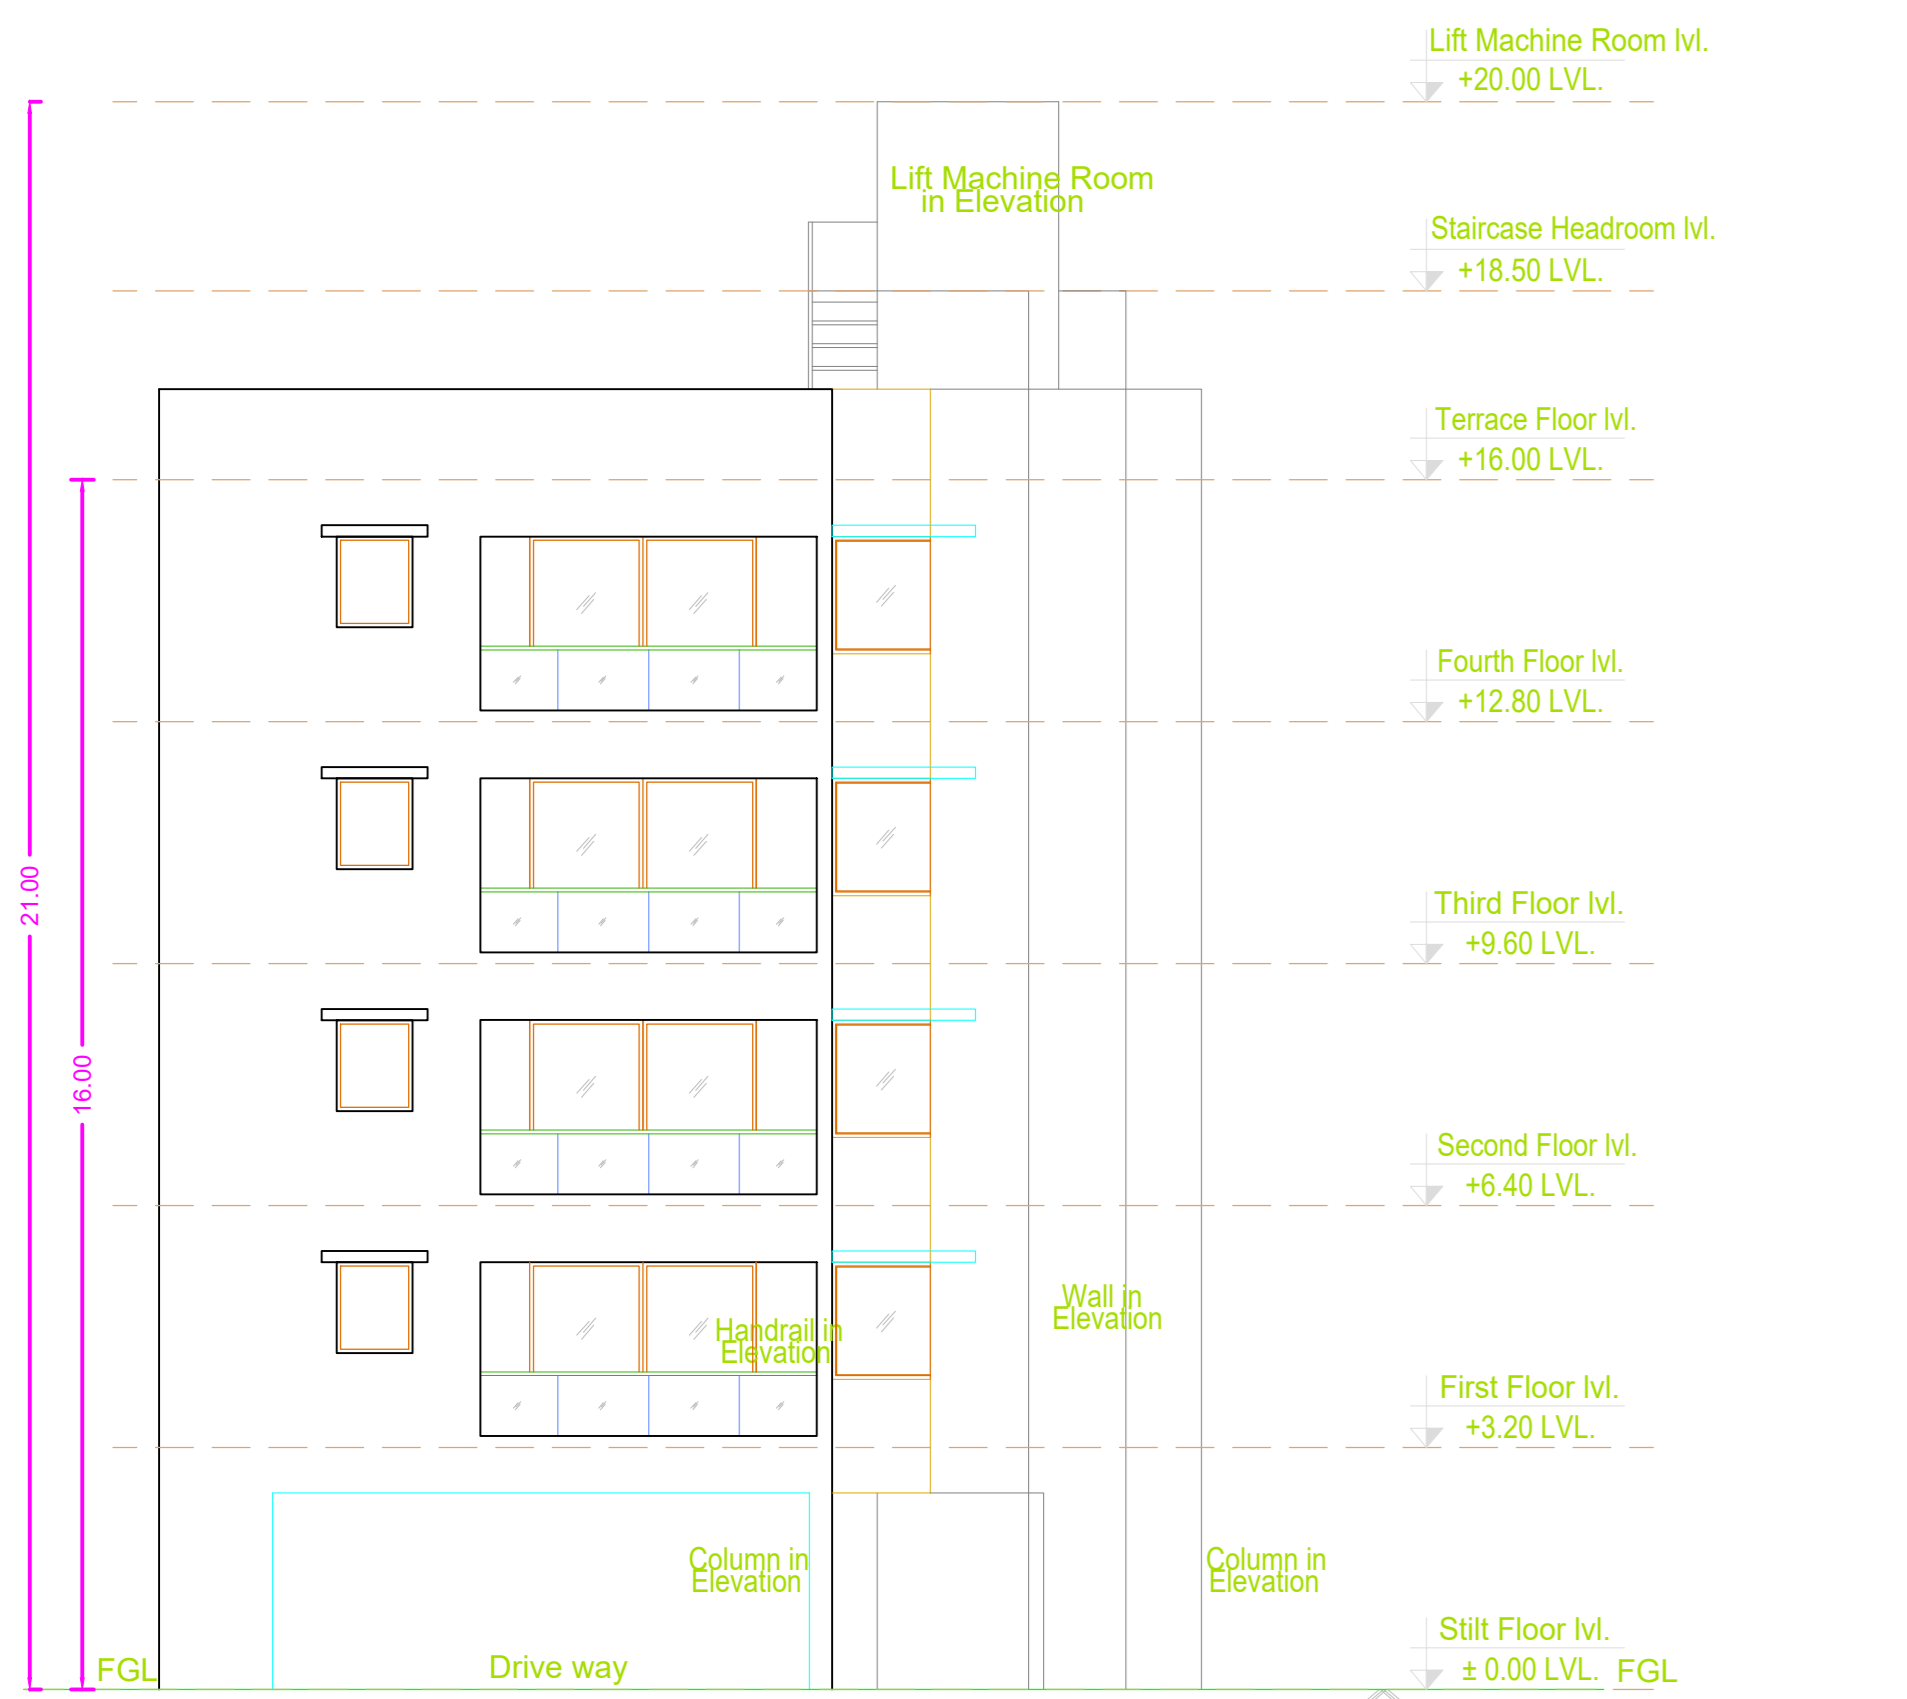 Lift Machine Room lvl.
+20.00 LVL.
Lift Machine Room
in Elevation
Staircase Headroom lvl.
+18.50 LVL.
Terrace Floor lvl.
+16.00 LVL.
Fourth Floor lvl.
+12.80 LVL.
21.00
Third Floor lvl.
+9.60 LVL.
16.00
Second Floor lvl.
+6.40 LVL.
Wall in
Elevation
Handrail in
Elevation
First Floor lvl.
+3.20 LVL.
Column in
Elevation
Column in
Elevation
Stilt Floor lvl.
± 0.00 LVL.
FGL
Drive way
FGL